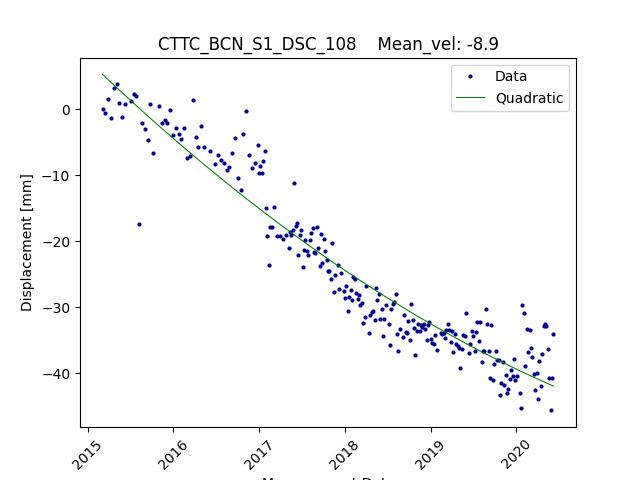 CTTC_BCN_S1_DSC_108    Mean_vel: -8.9
Data
Quadratic
Displacement [mm]
0
−10
−20
−30
−40
2015
2016
2017
2018
2019
2020